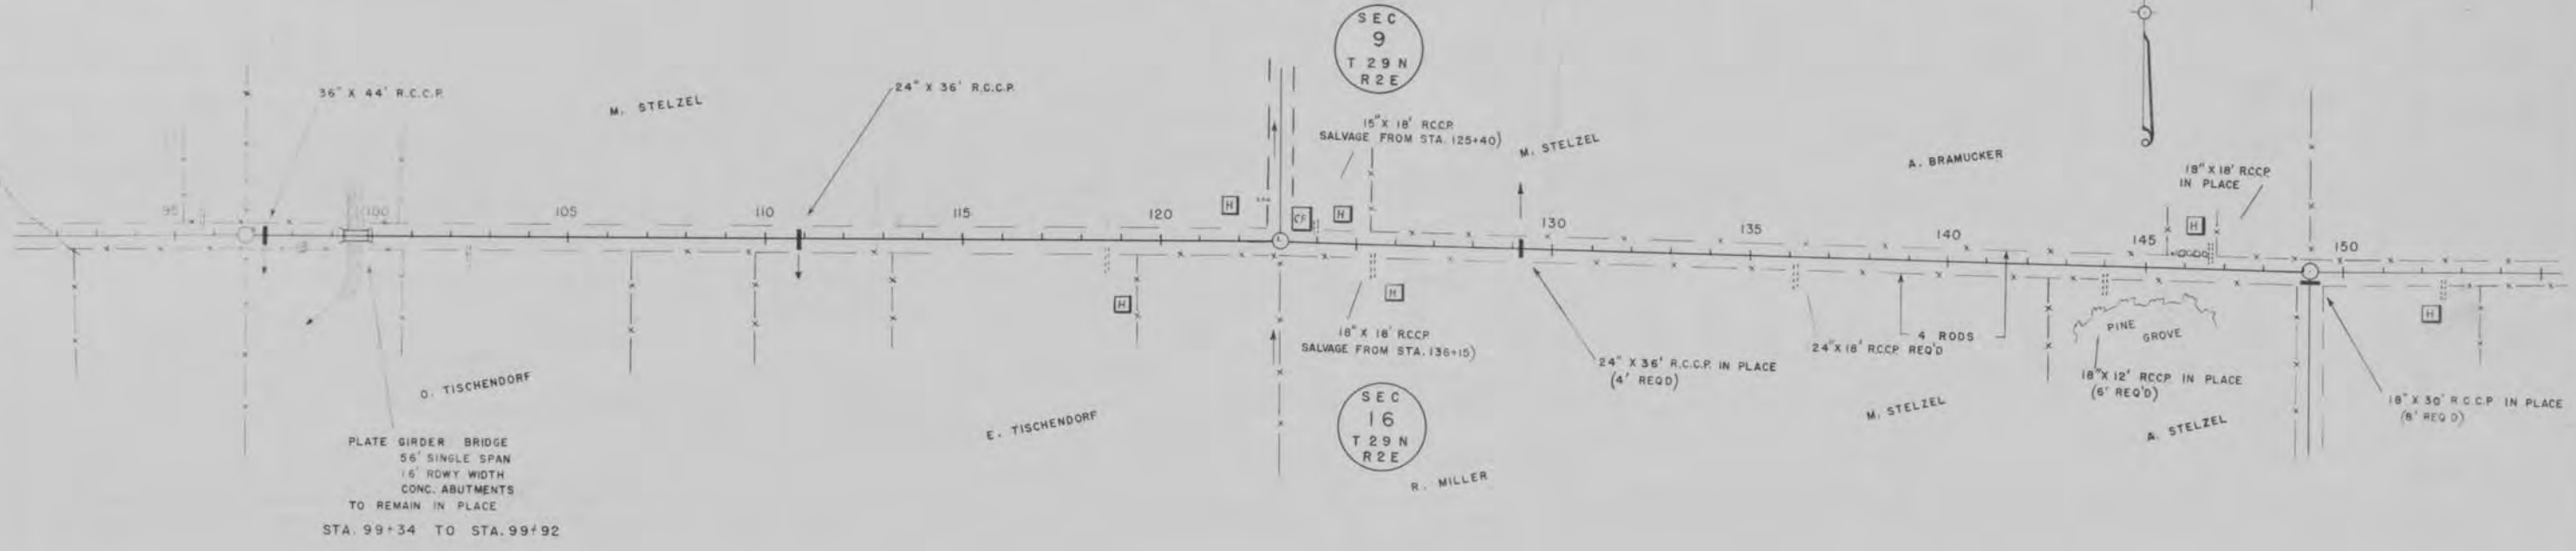 SEC
9
T 29 N
R 2 E
36" X 44' R.C.C.P.
M. STELZEL
24" X 36' R.C.C.P.
15" X 18' RCCP
SALVAGE FROM STA. 125+40)
M. STELZEL
A. BRAMUCKER
18" X 18' RCCP
IN PLACE
95
100
105
110
115
120
130
135
140
145
150
H
CF
H
H
H
H
H
18" X 18' RCCP
SALVAGE FROM STA. 136+15)
24" X 36' R.C.C.P. IN PLACE
(4' REQD)
24" X 18' RCCP REQ'D
4 RODS
PINE
GROVE
18" X 12' RCCP IN PLACE
(6' REQ'D)
18" X 30' R.C.C.P IN PLACE
(8' REQ'D)
O. TISCHENDORF
E. TISCHENDORF
M. STELZEL
A. STELZEL
SEC
16
T 29 N
R 2 E
R. MILLER
PLATE GIRDER BRIDGE
56' SINGLE SPAN
16' RDWY WIDTH
CONC. ABUTMENTS
TO REMAIN IN PLACE
STA. 99+34 TO STA. 99+92